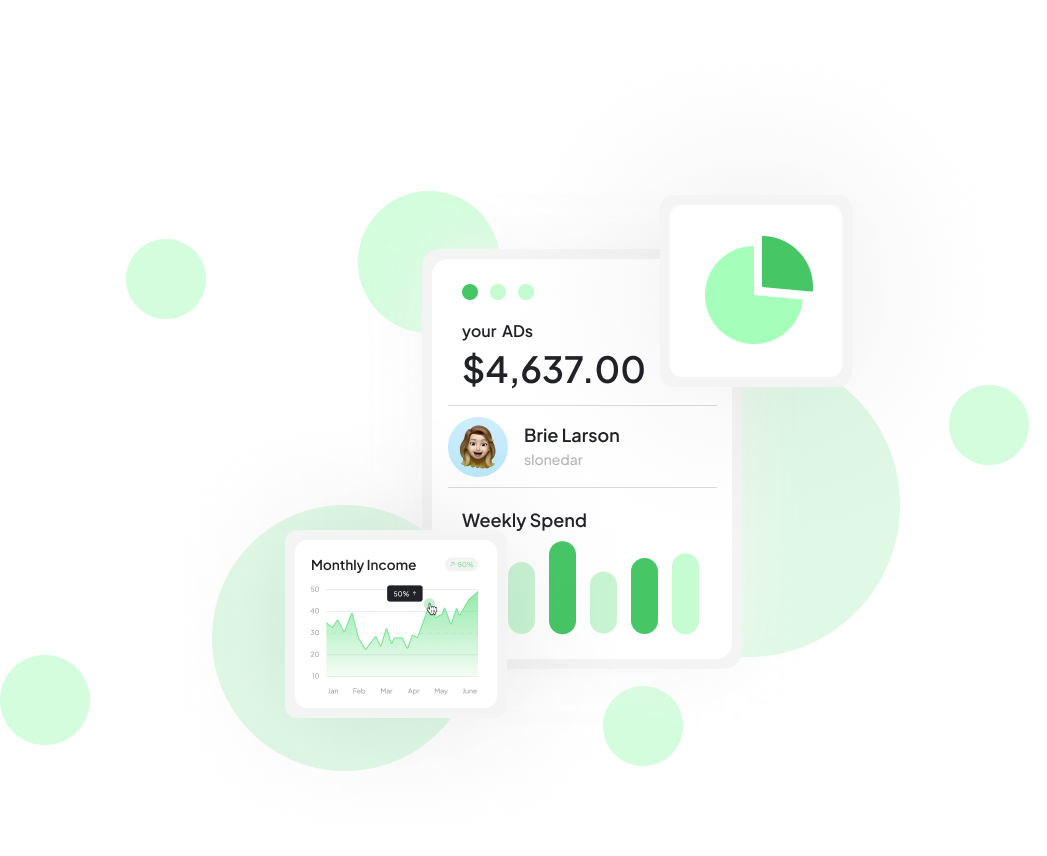 your ADs
$4,637.00
Brie Larson
slonedar
Weekly Spend
Monthly Income
↗ 50%
50% ↑
50
40
30
20
10
Jan Feb Mar Apr May June